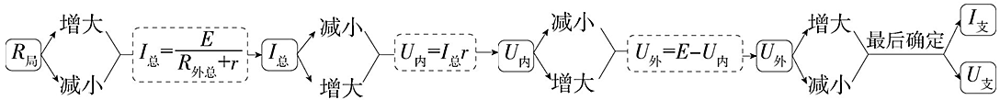 R局
增大
减小
I总=E/(R外总+r)
I总
减小
增大
U内=I总r
U内
减小
增大
U外=E-U内
U外
增大
减小
最后确定
I支
U支